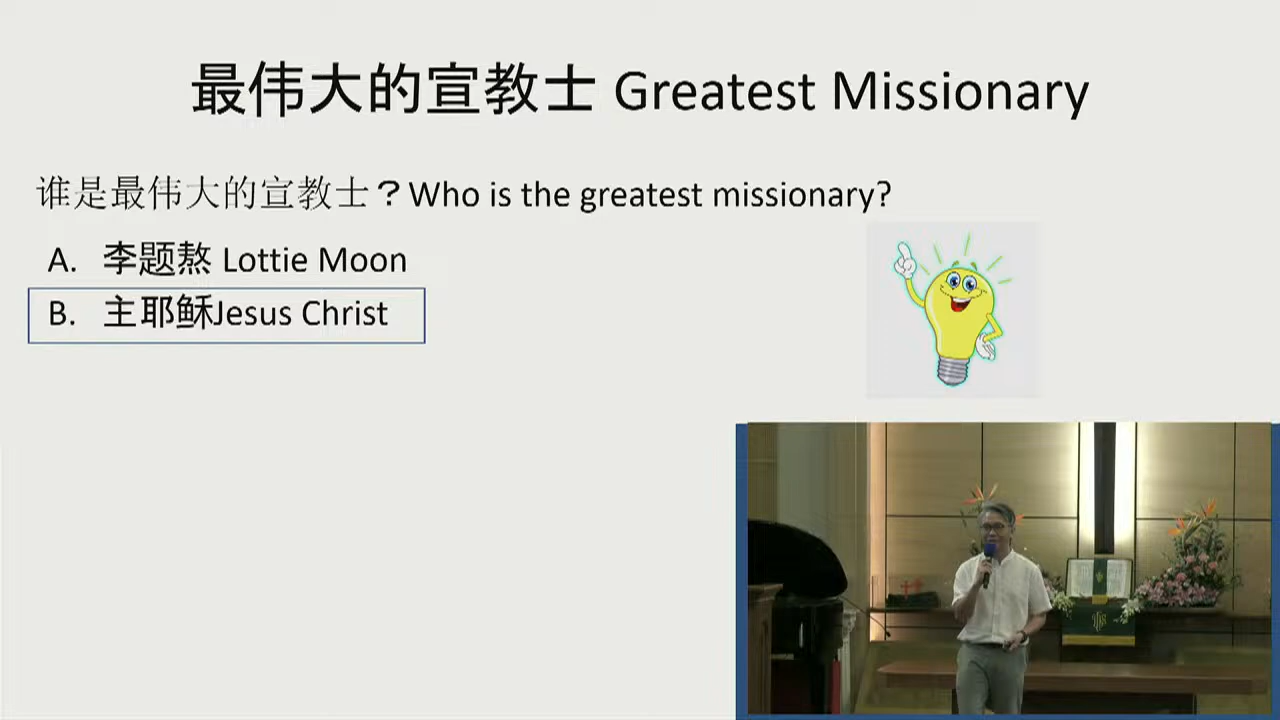 最伟大的宣教士 Greatest Missionary
谁是最伟大的宣教士？Who is the greatest missionary?
A. 李题熬 Lottie Moon
B. 主耶稣Jesus Christ